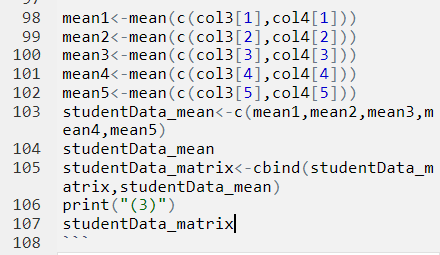 98 mean1<-mean(c(col3[1],col4[1]))
99 mean2<-mean(c(col3[2],col4[2]))
100 mean3<-mean(c(col3[3],col4[3]))
101 mean4<-mean(c(col3[4],col4[4]))
102 mean5<-mean(c(col3[5],col4[5]))
103 studentData_mean<-c(mean1,mean2,mean3,m
ean4,mean5)
104 studentData_mean
105 studentData_matrix<-cbind(studentData_m
atrix,studentData_mean)
106 print("(3)")
107 studentData_matrix
108 ```